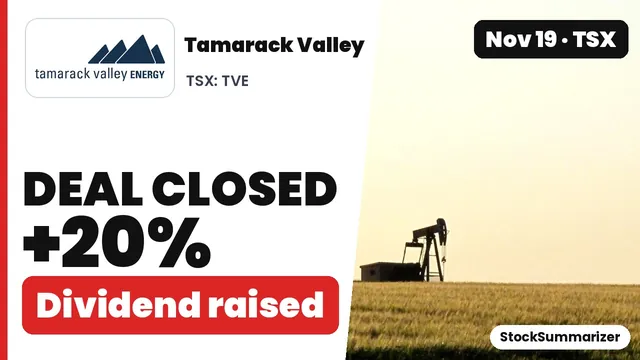 tamarack valley ENERGY
Tamarack Valley
TSX: TVE
Nov 19 • TSX
DEAL CLOSED
+20%
Dividend raised
StockSummarizer